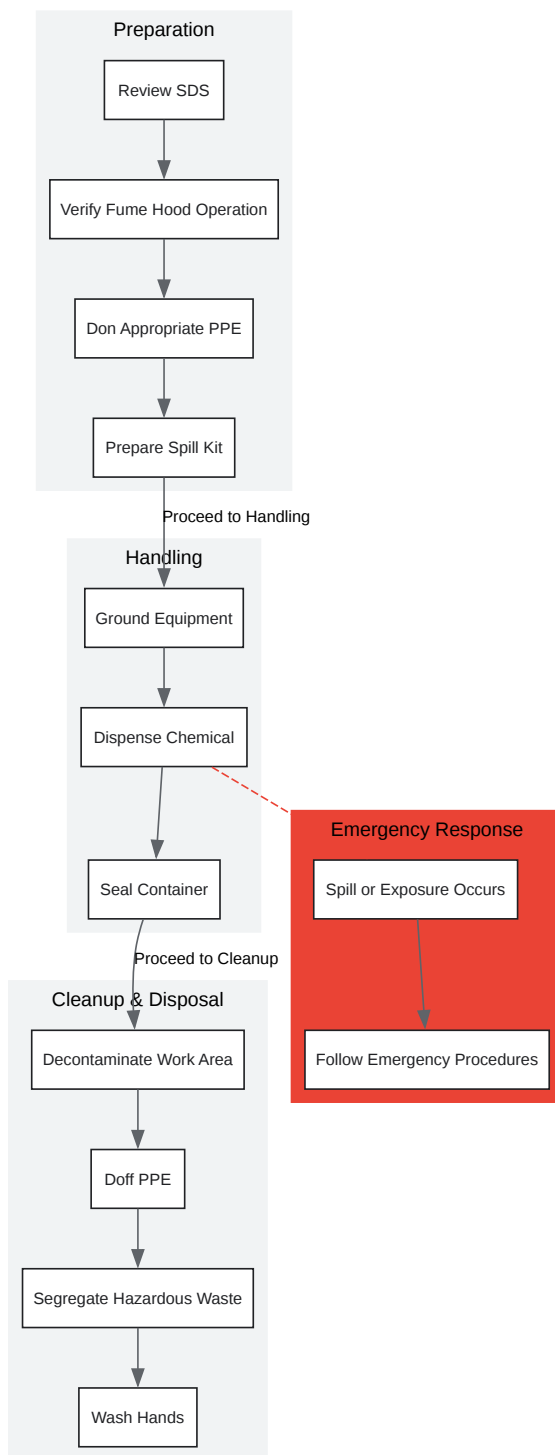 Preparation
Review SDS
Verify Fume Hood Operation
Don Appropriate PPE
Prepare Spill Kit
Proceed to Handling
Handling
Ground Equipment
Dispense Chemical
Emergency Response
Spill or Exposure Occurs
Seal Container
Proceed to Cleanup
Cleanup & Disposal
Decontaminate Work Area
Follow Emergency Procedures
Doff PPE
Segregate Hazardous Waste
Wash Hands